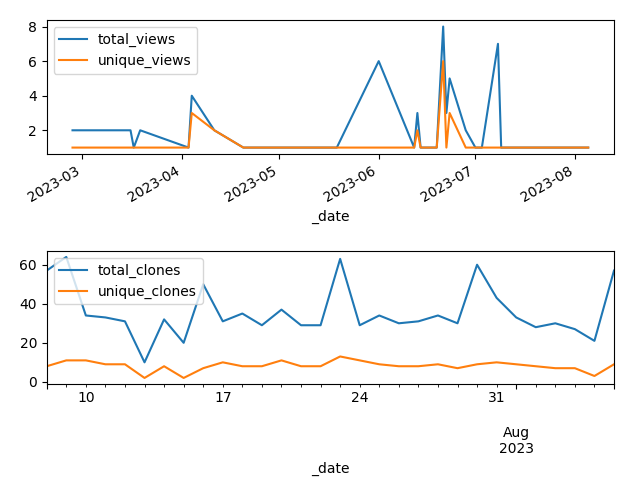 8
6
4
2
total_views
unique_views
2023-03
2023-04
2023-05
2023-06
2023-07
2023-08
_date
60
40
20
0
total_clones
unique_clones
10
17
24
31
Aug
2023
_date